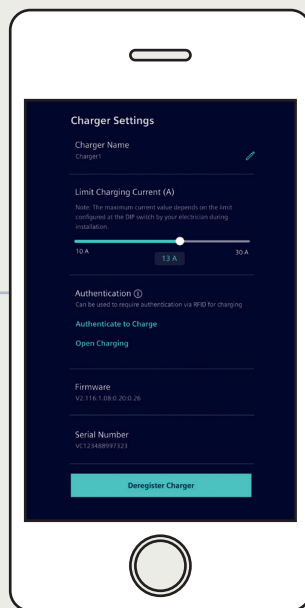 Charger Settings
Charger Name
Charger1
Limit Charging Current (A)
Note: The maximum current value depends on the limit
configured at the DIP switch by your electrician during
installation.
10 A
13 A
30 A
Authentication ⓘ
Can be used to require authentication via RFID for charging
Authenticate to Charge
Open Charging
Firmware
V2.116:1.08:0.20:0.26
Serial Number
VC123488997323
Deregister Charger